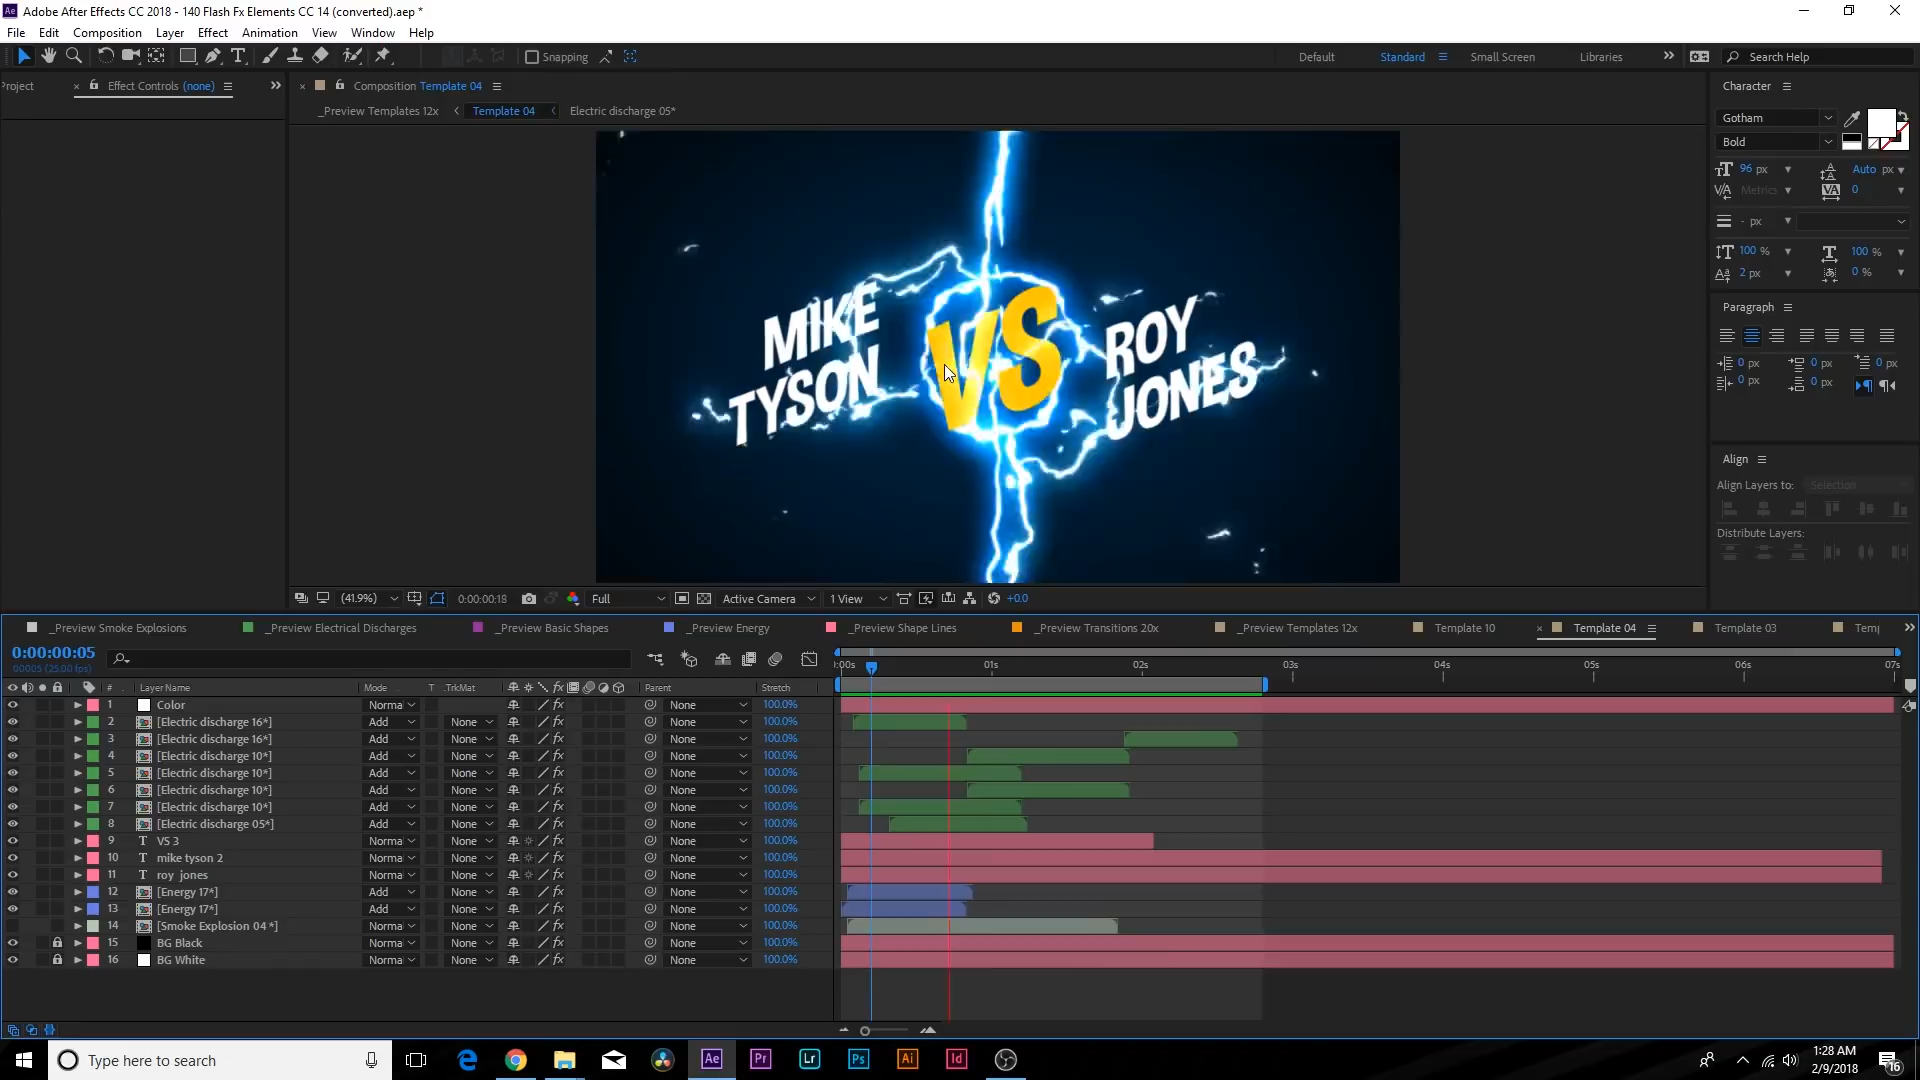 Adobe After Effects CC 2018 - 140 Flash Fx Elements CC 14 (converted).aep *
File Edit Composition Layer Effect Animation View Window Help
Snapping
Default Standard Small Screen Libraries Search Help
Project Effect Controls (none)
Composition Template 04
_Preview Templates 12x Template 04 Electric discharge 05*
MIKE TYSON
VS
ROY JONES
(41.9%) 0:00:00:18 Full Active Camera 1 View +0.0
Character
Gotham
Bold
96 px Auto px
Metrics 0
- px
100 % 100 %
2 px 0 %
Paragraph
0 px 0 px 0 px
0 px 0 px
Align
Align Layers to: Selection
Distribute Layers:
_Preview Smoke Explosions _Preview Electrical Discharges _Preview Basic Shapes _Preview Energy _Preview Shape Lines _Preview Transitions 20x _Preview Templates 12x Template 10 Template 04 Template 03
0:00:00:05
00005 (25.00 fps)
:00s 01s 02s 03s 04s 05s 06s 07s
# Layer Name Mode T .TrkMat Parent Stretch
1 Color Norma None 100.0%
2 [Electric discharge 16*] Add None None 100.0%
3 [Electric discharge 16*] Add None None 100.0%
4 [Electric discharge 10*] Add None None 100.0%
5 [Electric discharge 10*] Add None None 100.0%
6 [Electric discharge 10*] Add None None 100.0%
7 [Electric discharge 10*] Add None None 100.0%
8 [Electric discharge 05*] Add None None 100.0%
9 T VS 3 Norma None None 100.0%
10 T mike tyson 2 Norma None None 100.0%
11 T roy jones Norma None None 100.0%
12 [Energy 17*] Add None None 100.0%
13 [Energy 17*] Add None None 100.0%
14 [Smoke Explosion 04*] Norma None None 100.0%
15 BG Black Norma None None 100.0%
16 BG White Norma None None 100.0%
Type here to search
Ae Pr Lr Ps Ai Id
1:28 AM
2/9/2018
16